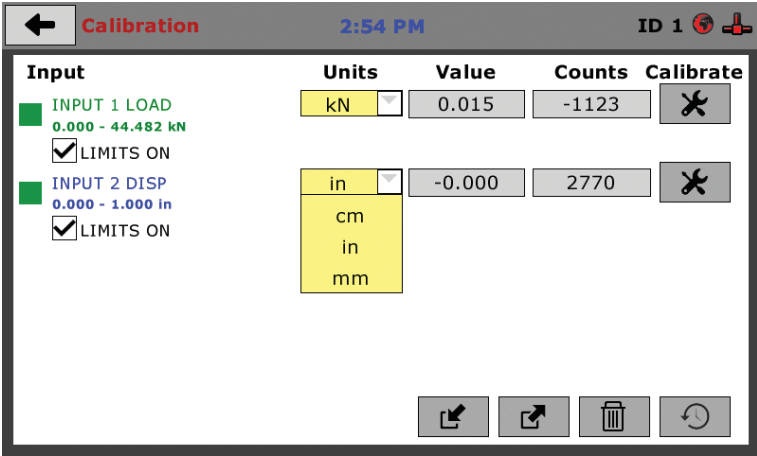 Calibration 2:54 PM ID 1
Input Units Value Counts Calibrate
INPUT 1 LOAD kN 0.015 -1123
0.000 - 44.482 kN
LIMITS ON
INPUT 2 DISP in -0.000 2770
0.000 - 1.000 in
LIMITS ON
cm
in
mm